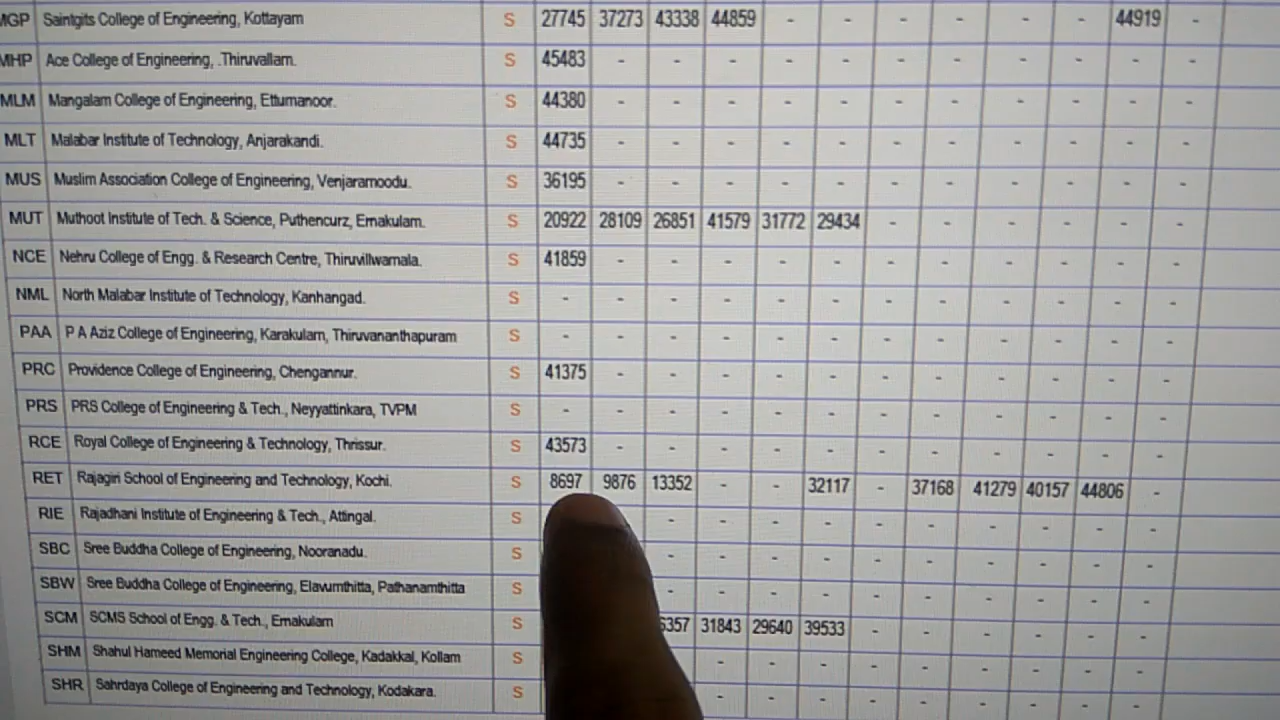 MGP Saintgits College of Engineering, Kottayam S 27745 37273 43338 44859 - - - - - - 44919 -
MHP Ace College of Engineering, .Thiruvallam. S 45483 - - - - - - - - - - -
MLM Mangalam College of Engineering, Ettumanoor. S 44380 - - - - - - - - - - -
MLT Malabar Institute of Technology, Anjarakandi. S 44735 - - - - - - - - - - -
MUS Muslim Association College of Engineering, Venjaramoodu. S 36195 - - - - - - - - - - -
MUT Muthoot Institute of Tech. & Science, Puthencurz, Ernakulam. S 20922 28109 26851 41579 31772 29434 - - - - - -
NCE Nehru College of Engg. & Research Centre, Thiruvillwamala. S 41859 - - - - - - - - - - -
NML North Malabar Institute of Technology, Kanhangad. S - - - - - - - - - - - -
PAA P A Aziz College of Engineering, Karakulam, Thiruvananthapuram S - - - - - - - - - - - -
PRC Providence College of Engineering, Chengannur. S 41375 - - - - - - - - - - -
PRS PRS College of Engineering & Tech., Neyyattinkara, TVPM S - - - - - - - - - - - -
RCE Royal College of Engineering & Technology, Thrissur. S 43573 - - - - - - - - - - -
RET Rajagiri School of Engineering and Technology, Kochi. S 8697 9876 13352 - - 32117 - 37168 41279 40157 44806 -
RIE Rajadhani Institute of Engineering & Tech., Attingal. S - - - - - - - - - -
SBC Sree Buddha College of Engineering, Nooranadu. S - - - - - - - - - -
SBW Sree Buddha College of Engineering, Elavumthitta, Pathanamthitta S - - - - - - - - - -
SCM SCMS School of Engg. & Tech., Ernakulam S 31843 29640 39533 - - - - - -
SHM Shahul Hameed Memorial Engineering College, Kadakkal, Kollam S - - - - - - - - -
SHR Sahrdaya College of Engineering and Technology, Kodakara. S - - - - - - - - -